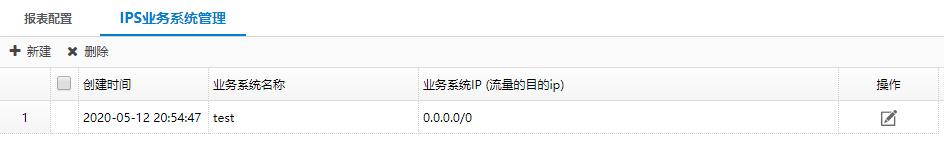 报表配置 IPS业务系统管理
新建 删除
创建时间 业务系统名称 业务系统IP (流量的目的ip) 操作
1 2020-05-12 20:54:47 test 0.0.0.0/0